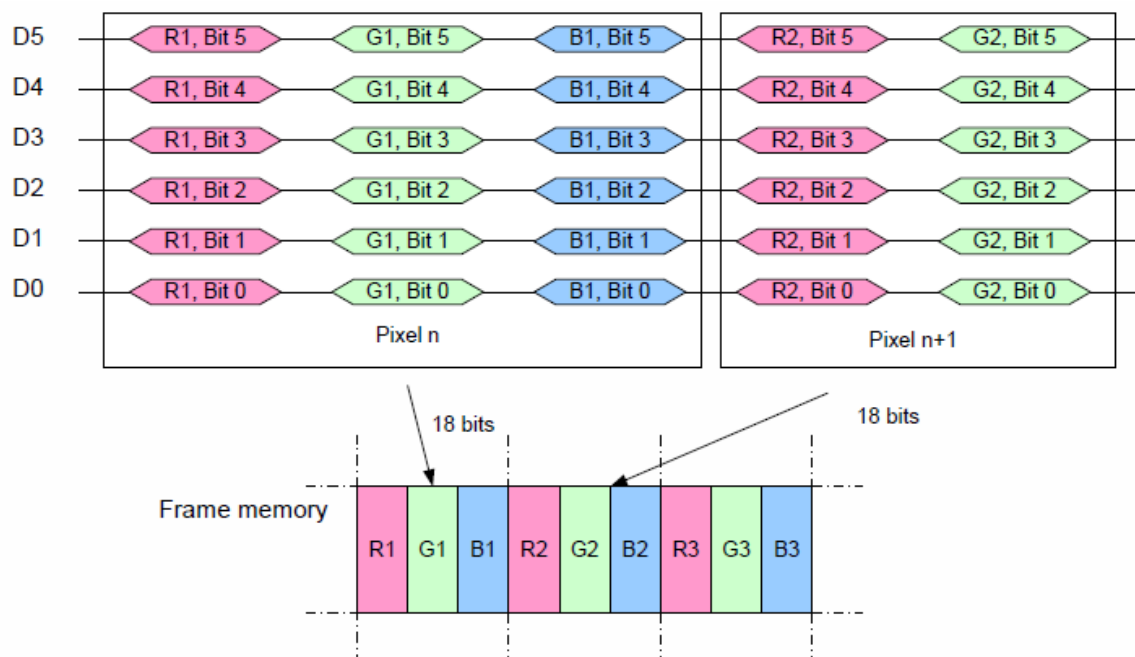 D5 R1, Bit 5 G1, Bit 5 B1, Bit 5 R2, Bit 5 G2, Bit 5
D4 R1, Bit 4 G1, Bit 4 B1, Bit 4 R2, Bit 4 G2, Bit 4
D3 R1, Bit 3 G1, Bit 3 B1, Bit 3 R2, Bit 3 G2, Bit 3
D2 R1, Bit 2 G1, Bit 2 B1, Bit 2 R2, Bit 2 G2, Bit 2
D1 R1, Bit 1 G1, Bit 1 B1, Bit 1 R2, Bit 1 G2, Bit 1
D0 R1, Bit 0 G1, Bit 0 B1, Bit 0 R2, Bit 0 G2, Bit 0
Pixel n Pixel n+1
18 bits 18 bits
Frame memory
R1 G1 B1 R2 G2 B2 R3 G3 B3